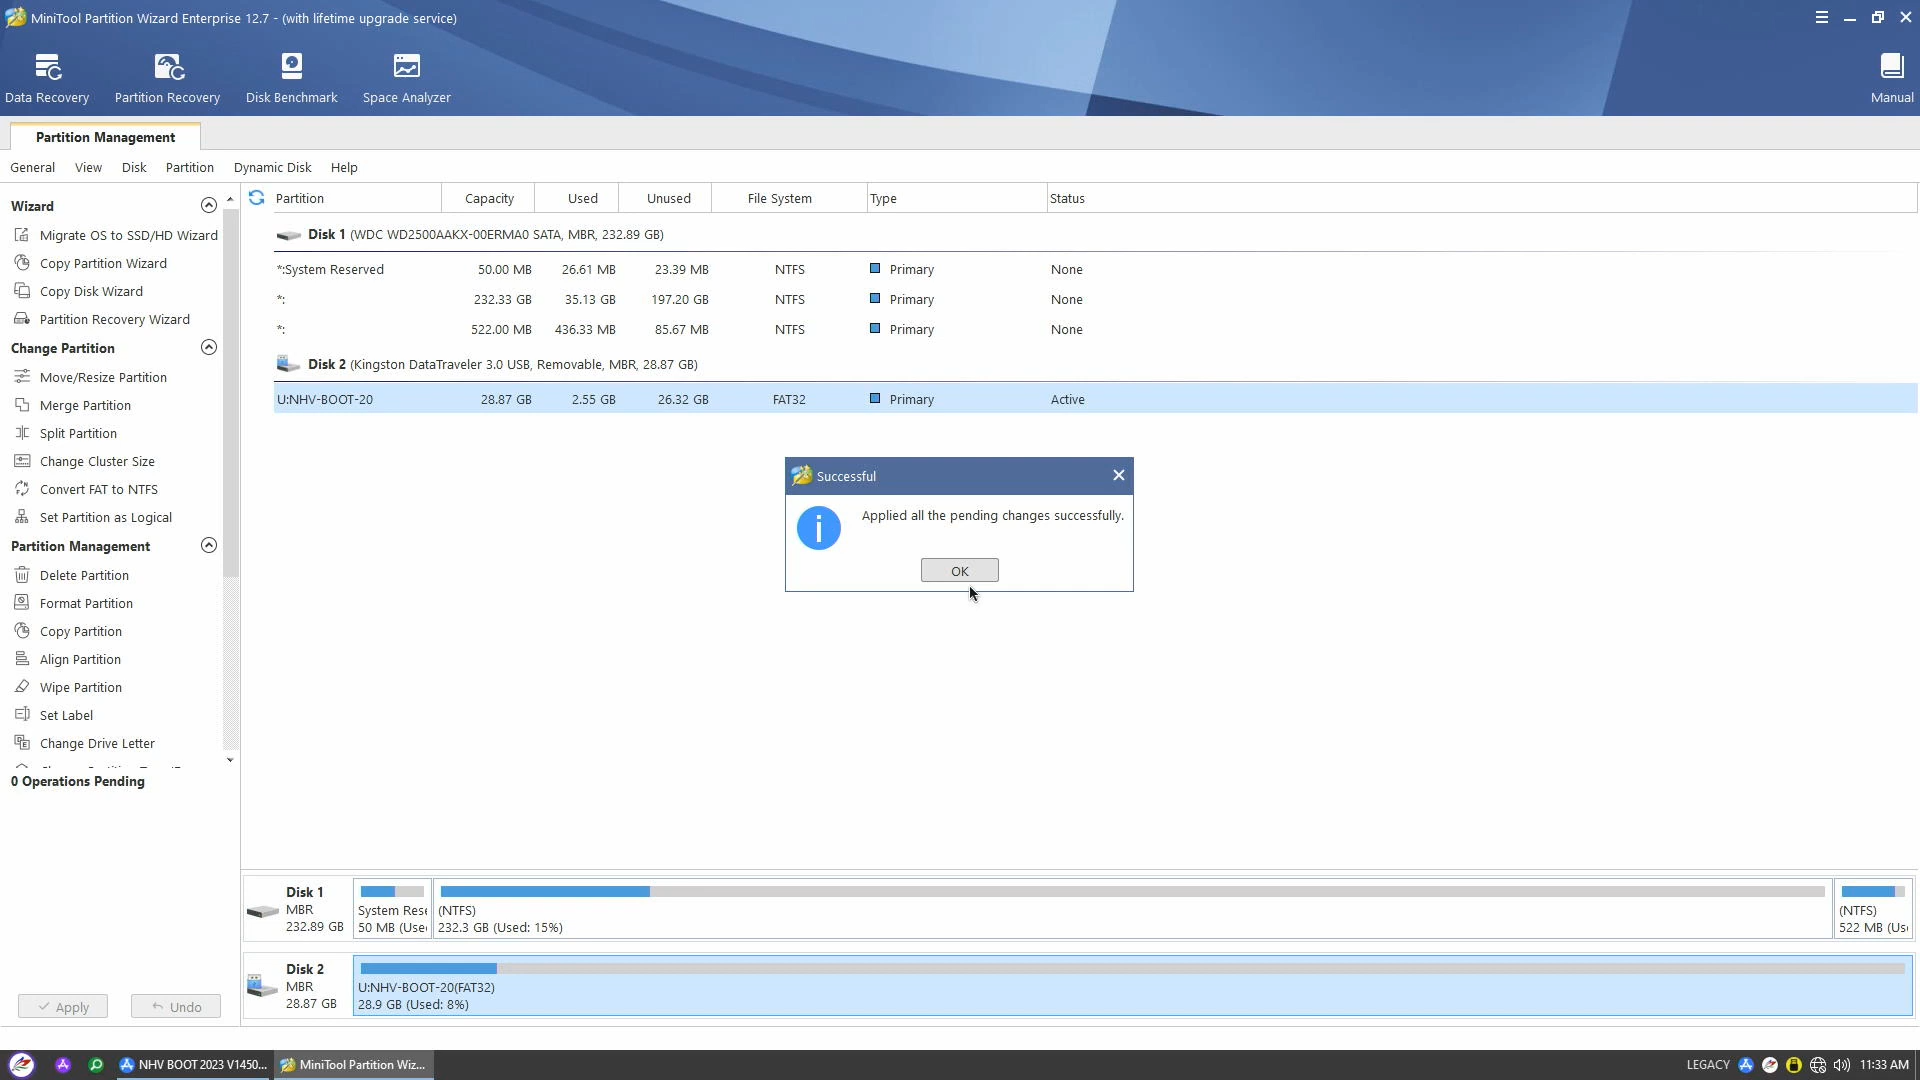 MiniTool Partition Wizard Enterprise 12.7 - (with lifetime upgrade service)
Data Recovery
Partition Recovery
Disk Benchmark
Space Analyzer
Manual
Partition Management
General View Disk Partition Dynamic Disk Help
Wizard
Migrate OS to SSD/HD Wizard
Copy Partition Wizard
Copy Disk Wizard
Partition Recovery Wizard
Change Partition
Move/Resize Partition
Merge Partition
Split Partition
Change Cluster Size
Convert FAT to NTFS
Set Partition as Logical
Partition Management
Delete Partition
Format Partition
Copy Partition
Align Partition
Wipe Partition
Set Label
Change Drive Letter
0 Operations Pending
Apply
Undo
Partition Capacity Used Unused File System Type Status
Disk 1 (WDC WD2500AAKX-00ERMA0 SATA, MBR, 232.89 GB)
*:System Reserved 50.00 MB 26.61 MB 23.39 MB NTFS Primary None
*: 232.33 GB 35.13 GB 197.20 GB NTFS Primary None
*: 522.00 MB 436.33 MB 85.67 MB NTFS Primary None
Disk 2 (Kingston DataTraveler 3.0 USB, Removable, MBR, 28.87 GB)
U:NHV-BOOT-20 28.87 GB 2.55 GB 26.32 GB FAT32 Primary Active
Successful
Applied all the pending changes successfully.
OK
Disk 1
MBR
232.89 GB
System Rese
50 MB (Use
(NTFS)
232.3 GB (Used: 15%)
(NTFS)
522 MB (Us
Disk 2
MBR
28.87 GB
U:NHV-BOOT-20(FAT32)
28.9 GB (Used: 8%)
NHV BOOT 2023 V1450...
MiniTool Partition Wiz...
LEGACY
11:33 AM